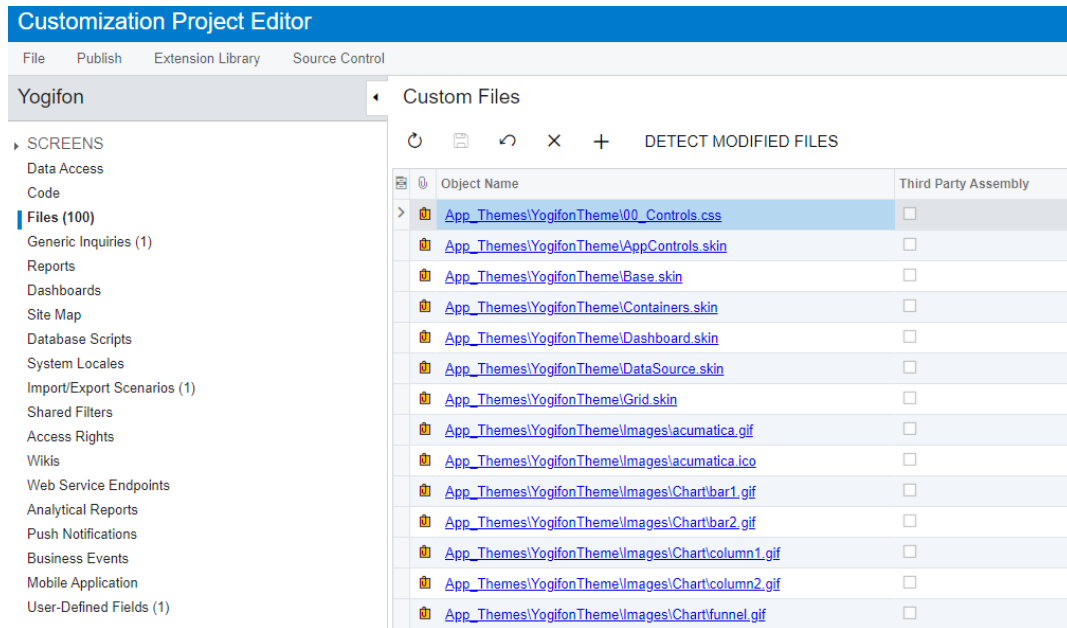 Customization Project Editor
File Publish Extension Library Source Control
Yogifon
SCREENS
Data Access
Code
Files (100)
Generic Inquiries (1)
Reports
Dashboards
Site Map
Database Scripts
System Locales
Import/Export Scenarios (1)
Shared Filters
Access Rights
Wikis
Web Service Endpoints
Analytical Reports
Push Notifications
Business Events
Mobile Application
User-Defined Fields (1)
Custom Files
DETECT MODIFIED FILES
Object Name Third Party Assembly
App_Themes\YogifonTheme\00_Controls.css
App_Themes\YogifonTheme\AppControls.skin
App_Themes\YogifonTheme\Base.skin
App_Themes\YogifonTheme\Containers.skin
App_Themes\YogifonTheme\Dashboard.skin
App_Themes\YogifonTheme\DataSource.skin
App_Themes\YogifonTheme\Grid.skin
App_Themes\YogifonTheme\Images\acumatica.gif
App_Themes\YogifonTheme\Images\acumatica.ico
App_Themes\YogifonTheme\Images\Chart\bar1.gif
App_Themes\YogifonTheme\Images\Chart\bar2.gif
App_Themes\YogifonTheme\Images\Chart\column1.gif
App_Themes\YogifonTheme\Images\Chart\column2.gif
App_Themes\YogifonTheme\Images\Chart\funnel.gif